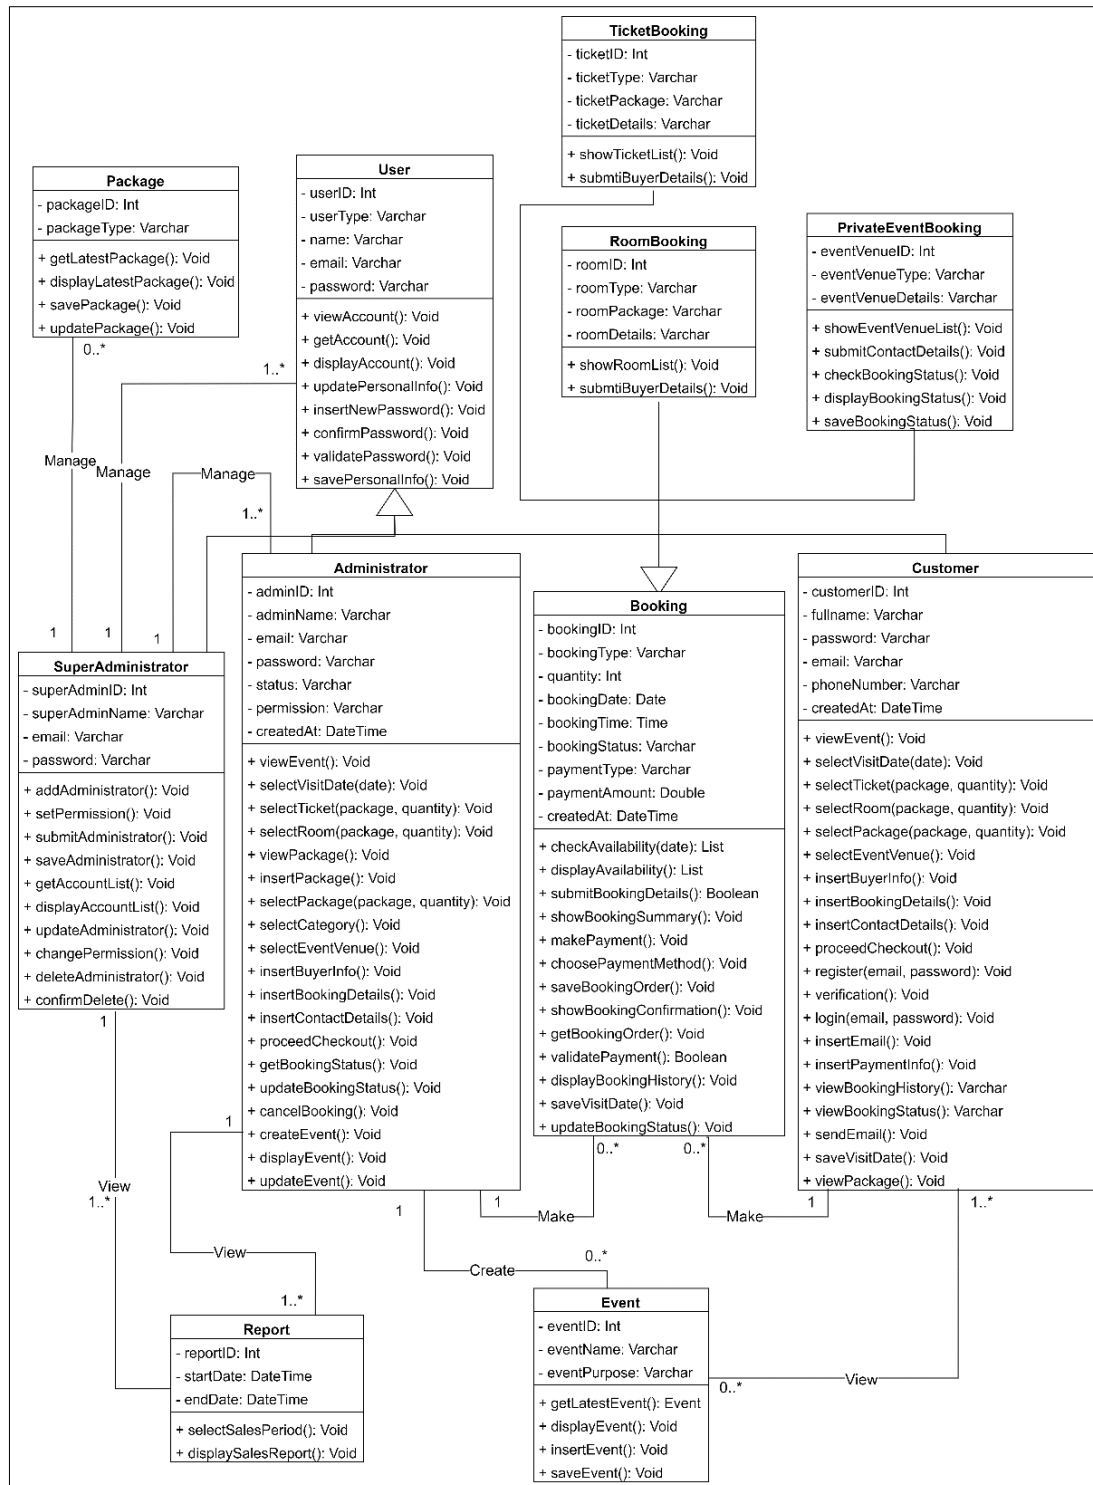 TicketBooking
- ticketID: Int
- ticketType: Varchar
- ticketPackage: Varchar
- ticketDetails: Varchar
+ showTicketList(): Void
+ submtiBuyerDetails(): Void
Package
- packageID: Int
- packageType: Varchar
+ getLatestPackage(): Void
+ displayLatestPackage(): Void
+ savePackage(): Void
+ updatePackage(): Void
0..*
User
- userID: Int
- userType: Varchar
- name: Varchar
- email: Varchar
- password: Varchar
+ viewAccount(): Void
+ getAccount(): Void
+ displayAccount(): Void
+ updatePersonalInfo(): Void
+ insertNewPassword(): Void
+ confirmPassword(): Void
+ validatePassword(): Void
+ savePersonalInfo(): Void
1..*
RoomBooking
- roomID: Int
- roomType: Varchar
- roomPackage: Varchar
- roomDetails: Varchar
+ showRoomList(): Void
+ submtiBuyerDetails(): Void
PrivateEventBooking
- eventVenueID: Int
- eventVenueType: Varchar
- eventVenueDetails: Varchar
+ showEventVenueList(): Void
+ submitContactDetails(): Void
+ checkBookingStatus(): Void
+ displayBookingStatus(): Void
+ saveBookingStatus(): Void
Manage
Manage
Manage
1..*
1
1
1
SuperAdministrator
- superAdminID: Int
- superAdminName: Varchar
- email: Varchar
- password: Varchar
+ addAdministrator(): Void
+ setPermission(): Void
+ submitAdministrator(): Void
+ saveAdministrator(): Void
+ getAccountList(): Void
+ displayAccountList(): Void
+ updateAdministrator(): Void
+ changePermission(): Void
+ deleteAdministrator(): Void
+ confirmDelete(): Void
1
Administrator
- adminID: Int
- adminName: Varchar
- email: Varchar
- password: Varchar
- status: Varchar
- permission: Varchar
- createdAt: DateTime
+ viewEvent(): Void
+ selectVisitDate(date): Void
+ selectTicket(package, quantity): Void
+ selectRoom(package, quantity): Void
+ viewPackage(): Void
+ insertPackage(): Void
+ selectPackage(package, quantity): Void
+ selectCategory(): Void
+ selectEventVenue(): Void
+ insertBuyerInfo(): Void
+ insertBookingDetails(): Void
+ insertContactDetails(): Void
+ proceedCheckout(): Void
+ getBookingStatus(): Void
+ updateBookingStatus(): Void
+ cancelBooking(): Void
+ createEvent(): Void
+ displayEvent(): Void
+ updateEvent(): Void
1
Booking
- bookingID: Int
- bookingType: Varchar
- quantity: Int
- bookingDate: Date
- bookingTime: Time
- bookingStatus: Varchar
- paymentType: Varchar
- paymentAmount: Double
- createdAt: DateTime
+ checkAvailability(date): List
+ displayAvailability(): List
+ submitBookingDetails(): Boolean
+ showBookingSummary(): Void
+ makePayment(): Void
+ choosePaymentMethod(): Void
+ saveBookingOrder(): Void
+ showBookingConfirmation(): Void
+ getBookingOrder(): Void
+ validatePayment(): Boolean
+ displayBookingHistory(): Void
+ saveVisitDate(): Void
+ updateBookingStatus(): Void
0..*
0..*
Customer
- customerID: Int
- fullname: Varchar
- password: Varchar
- email: Varchar
- phoneNumber: Varchar
- createdAt: DateTime
+ viewEvent(): Void
+ selectVisitDate(date): Void
+ selectTicket(package, quantity): Void
+ selectRoom(package, quantity): Void
+ selectPackage(package, quantity): Void
+ selectEventVenue(): Void
+ insertBuyerInfo(): Void
+ insertBookingDetails(): Void
+ insertContactDetails(): Void
+ proceedCheckout(): Void
+ register(email, password): Void
+ verification(): Void
+ login(email, password): Void
+ insertEmail(): Void
+ insertPaymentInfo(): Void
+ viewBookingHistory(): Varchar
+ viewBookingStatus(): Varchar
+ sendEmail(): Void
+ saveVisitDate(): Void
+ viewPackage(): Void
View
1..*
1
1
Make
Make
1
1..*
View
0..*
Create
1..*
Report
- reportID: Int
- startDate: DateTime
- endDate: DateTime
+ selectSalesPeriod(): Void
+ displaySalesReport(): Void
Event
- eventID: Int
- eventName: Varchar
- eventPurpose: Varchar
+ getLatestEvent(): Event
+ displayEvent(): Void
+ insertEvent(): Void
+ saveEvent(): Void
0..*
View